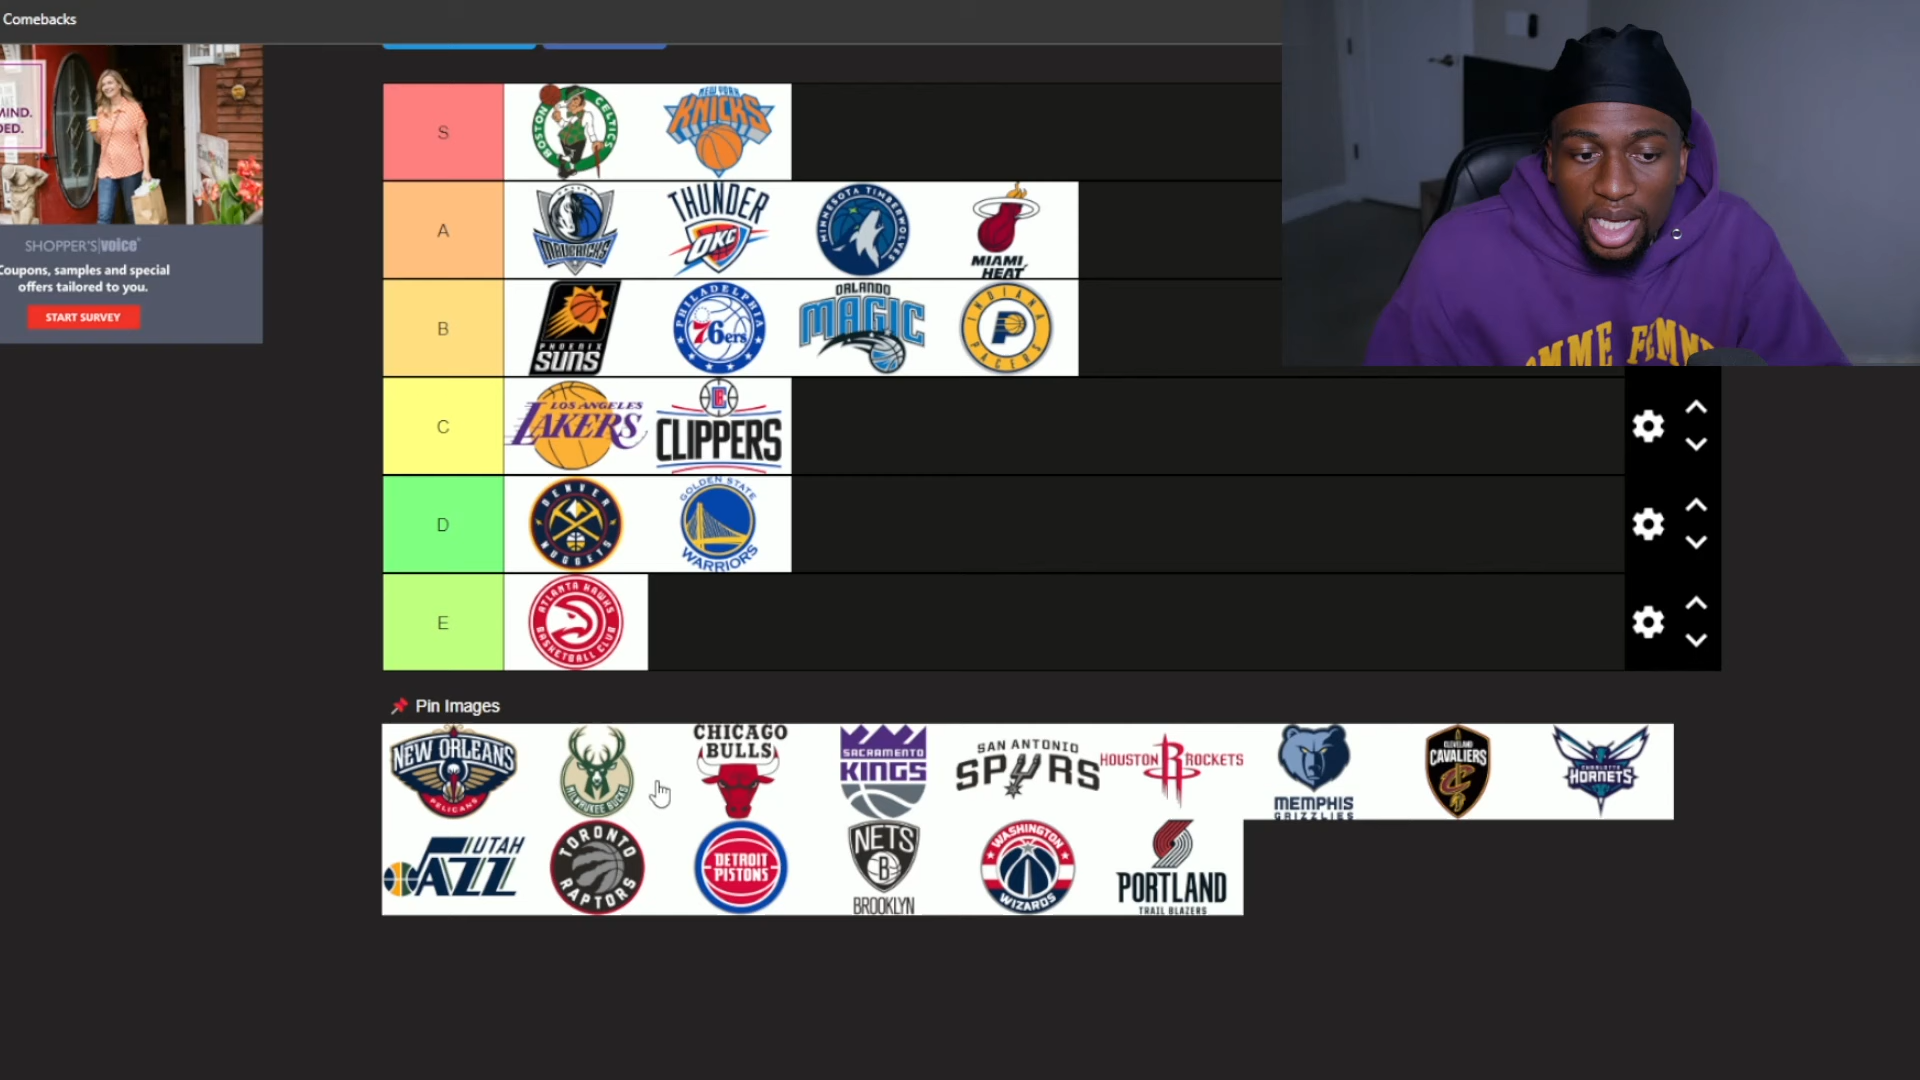 Comebacks
MIND.
DED.
SHOPPER'S|voice®
Coupons, samples and special
offers tailored to you.
START SURVEY
S
BOSTON CELTICS
NEW YORK
KNICKS
A
DALLAS
MAVERICKS
THUNDER
OKC
MINNESOTA TIMBERWOLVES
MIAMI
HEAT
B
PHOENIX
SUNS
PHILADELPHIA
76ers
ORLANDO
MAGIC
INDIANA
P
PACERS
C
LOS ANGELES
LAKERS
CLIPPERS
D
DENVER
NUGGETS
GOLDEN STATE
WARRIORS
E
ATLANTA HAWKS
BASKETBALL CLUB
MME FEMM
Pin Images
NEW ORLEANS
PELICANS
MILWAUKEE BUCKS
CHICAGO
BULLS
SACRAMENTO
KINGS
SAN ANTONIO
SPURS
HOUSTON R ROCKETS
MEMPHIS
GRIZZLIES
CLEVELAND
CAVALIERS
C
CHARLOTTE
HORNETS
UTAH
JAZZ
TORONTO
RAPTORS
DETROIT
PISTONS
NETS
B
BROOKLYN
WASHINGTON
WIZARDS
PORTLAND
TRAIL BLAZERS